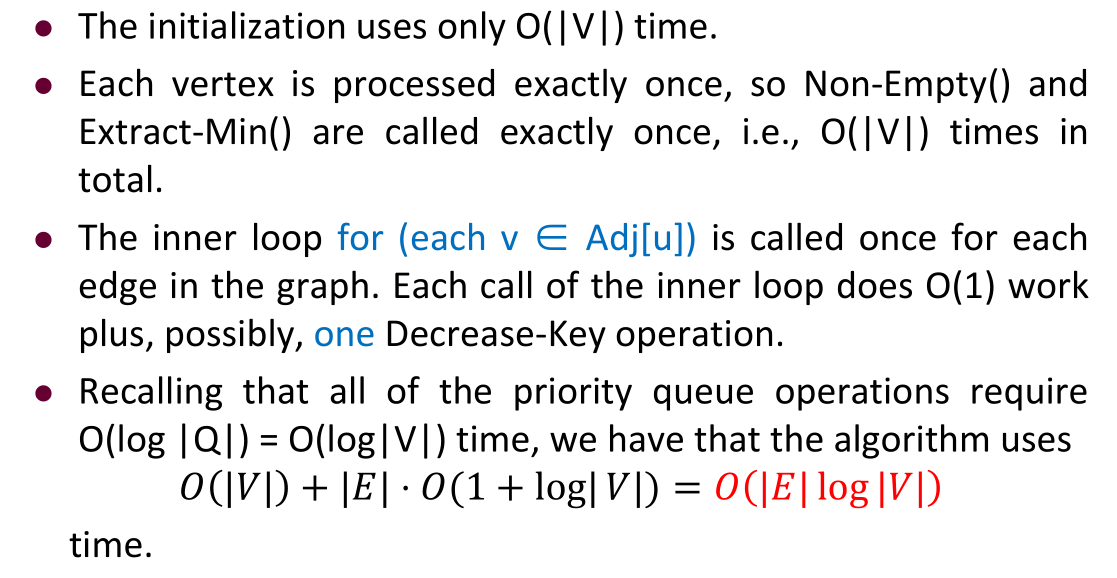 ● The initialization uses only O(|V|) time.
● Each vertex is processed exactly once, so Non-Empty() and
Extract-Min() are called exactly once, i.e., O(|V|) times in
total.
● The inner loop for (each v ∈ Adj[u]) is called once for each
edge in the graph. Each call of the inner loop does O(1) work
plus, possibly, one Decrease-Key operation.
● Recalling that all of the priority queue operations require
O(log |Q|) = O(log|V|) time, we have that the algorithm uses
O(|V|) + |E| · O(1 + log| V|) = O(|E| log |V|)
time.